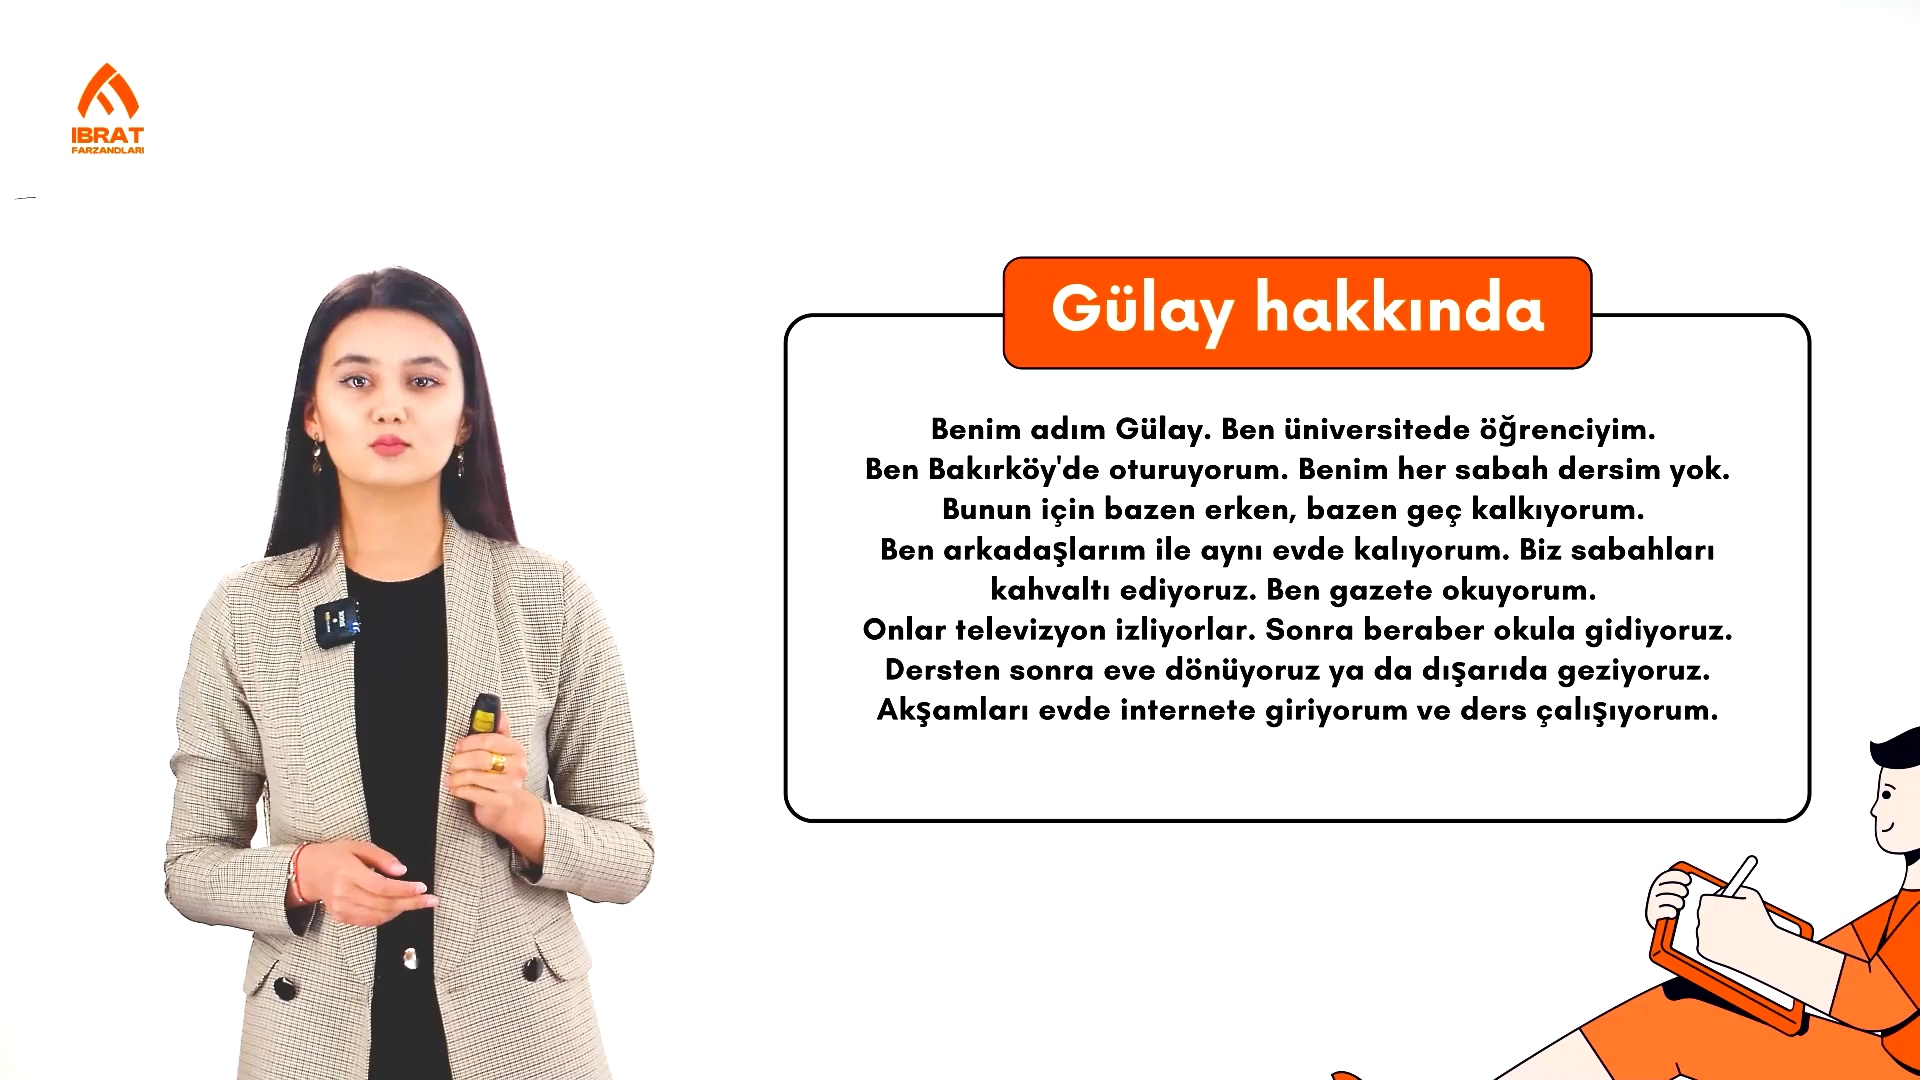 IBRAT
FARZANDLARI
Gülay hakkında
Benim adım Gülay. Ben üniversitede öğrenciyim.
Ben Bakırköy'de oturuyorum. Benim her sabah dersim yok.
Bunun için bazen erken, bazen geç kalkıyorum.
Ben arkadaşlarım ile aynı evde kalıyorum. Biz sabahları
kahvaltı ediyoruz. Ben gazete okuyorum.
Onlar televizyon izliyorlar. Sonra beraber okula gidiyoruz.
Dersten sonra eve dönüyoruz ya da dışarıda geziyoruz.
Akşamları evde internete giriyorum ve ders çalışıyorum.